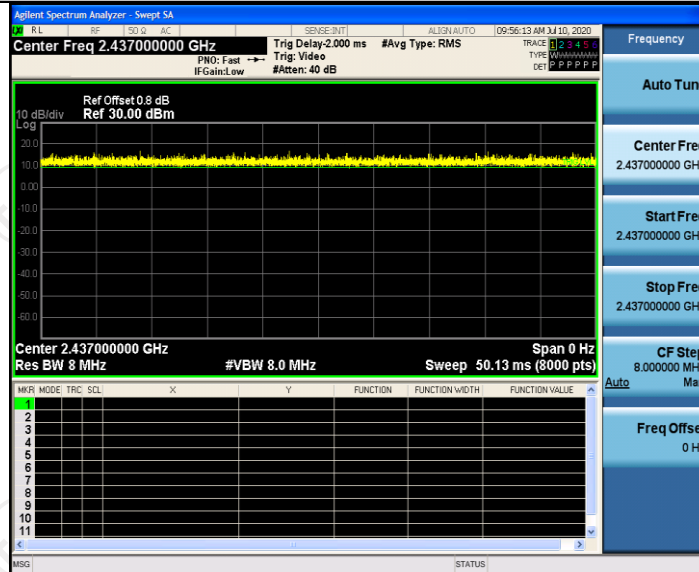 Agilent Spectrum Analyzer - Swept SA
RL RF 50 Ω AC SENSE:INT ALIGN AUTO 09:56:13 AM Jul 10, 2020
Center Freq 2.437000000 GHz
PNO: Fast
IFGain:Low
Trig Delay-2.000 ms
Trig: Video
#Atten: 40 dB
#Avg Type: RMS
TRACE 1 2 3 4 5 6
TYPE WWWWWW
DET P P P P P P
Ref Offset 0.8 dB
10 dB/div Ref 30.00 dBm
Log
20.0
10.0
0.00
-10.0
-20.0
-30.0
-40.0
-50.0
-60.0
Center 2.437000000 GHz Span 0 Hz
Res BW 8 MHz #VBW 8.0 MHz Sweep 50.13 ms (8000 pts)
MKR MODE TRC SCL X Y FUNCTION FUNCTION WIDTH FUNCTION VALUE
1
2
3
4
5
6
7
8
9
10
11
MSG STATUS
Frequency
Auto Tun
Center Fre
2.437000000 GH
Start Fre
2.437000000 GH
Stop Fre
2.437000000 GH
CF Step
8.000000 MH
Auto Ma
Freq Offse
0 H